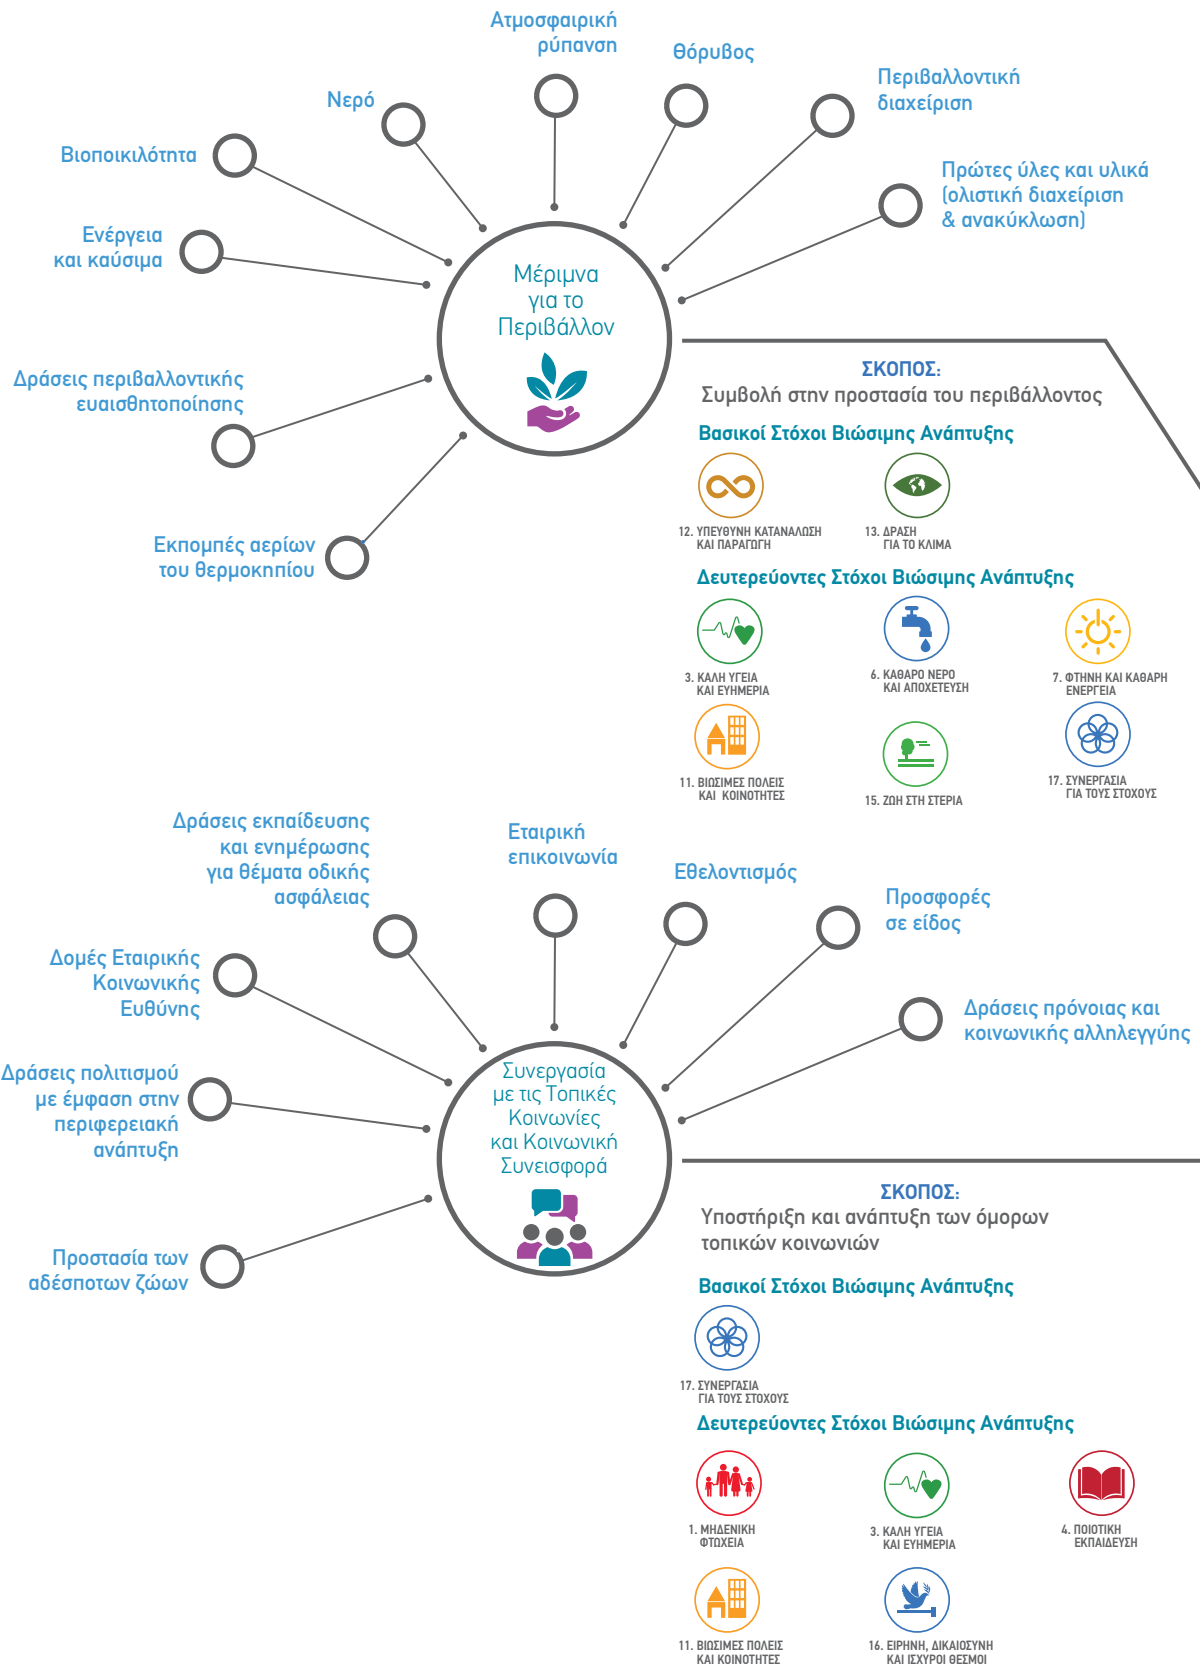 Ατμοσφαιρική
ρύπανση
Θόρυβος
Περιβαλλοντική
διαχείριση
Νερό
Βιοποικιλότητα
Πρώτες ύλες και υλικά
(ολιστική διαχείριση
& ανακύκλωση)
Ενέργεια
και καύσιμα
Μέριμνα
για το
Περιβάλλον
Δράσεις περιβαλλοντικής
ευαισθητοποίησης
Εκπομπές αερίων
του θερμοκηπίου
ΣΚΟΠΟΣ:
Συμβολή στην προστασία του περιβάλλοντος
Βασικοί Στόχοι Βιώσιμης Ανάπτυξης
12. ΥΠΕΥΘΥΝΗ ΚΑΤΑΝΑΛΩΣΗ
ΚΑΙ ΠΑΡΑΓΩΓΗ
13. ΔΡΑΣΗ
ΓΙΑ ΤΟ ΚΛΙΜΑ
Δευτερεύοντες Στόχοι Βιώσιμης Ανάπτυξης
3. ΚΑΛΗ ΥΓΕΙΑ
ΚΑΙ ΕΥΗΜΕΡΙΑ
6. ΚΑΘΑΡΟ ΝΕΡΟ
ΚΑΙ ΑΠΟΧΕΤΕΥΣΗ
7. ΦΤΗΝΗ ΚΑΙ ΚΑΘΑΡΗ
ΕΝΕΡΓΕΙΑ
11. ΒΙΩΣΙΜΕΣ ΠΟΛΕΙΣ
ΚΑΙ ΚΟΙΝΟΤΗΤΕΣ
15. ΖΩΗ ΣΤΗ ΣΤΕΡΙΑ
17. ΣΥΝΕΡΓΑΣΙΑ
ΓΙΑ ΤΟΥΣ ΣΤΟΧΟΥΣ
Δράσεις εκπαίδευσης
και ενημέρωσης
για θέματα οδικής
ασφάλειας
Εταιρική
επικοινωνία
Εθελοντισμός
Προσφορές
σε είδος
Δομές Εταιρικής
Κοινωνικής
Ευθύνης
Δράσεις πρόνοιας και
κοινωνικής αλληλεγγύης
Δράσεις πολιτισμού
με έμφαση στην
περιφερειακή
ανάπτυξη
Συνεργασία
με τις Τοπικές
Κοινωνίες
και Κοινωνική
Συνεισφορά
Προστασία των
αδέσποτων ζώων
ΣΚΟΠΟΣ:
Υποστήριξη και ανάπτυξη των όμορων
τοπικών κοινωνιών
Βασικοί Στόχοι Βιώσιμης Ανάπτυξης
17. ΣΥΝΕΡΓΑΣΙΑ
ΓΙΑ ΤΟΥΣ ΣΤΟΧΟΥΣ
Δευτερεύοντες Στόχοι Βιώσιμης Ανάπτυξης
1. ΜΗΔΕΝΙΚΗ
ΦΤΩΧΕΙΑ
3. ΚΑΛΗ ΥΓΕΙΑ
ΚΑΙ ΕΥΗΜΕΡΙΑ
4. ΠΟΙΟΤΙΚΗ
ΕΚΠΑΙΔΕΥΣΗ
11. ΒΙΩΣΙΜΕΣ ΠΟΛΕΙΣ
ΚΑΙ ΚΟΙΝΟΤΗΤΕΣ
16. ΕΙΡΗΝΗ, ΔΙΚΑΙΟΣΥΝΗ
ΚΑΙ ΙΣΧΥΡΟΙ ΘΕΣΜΟΙ